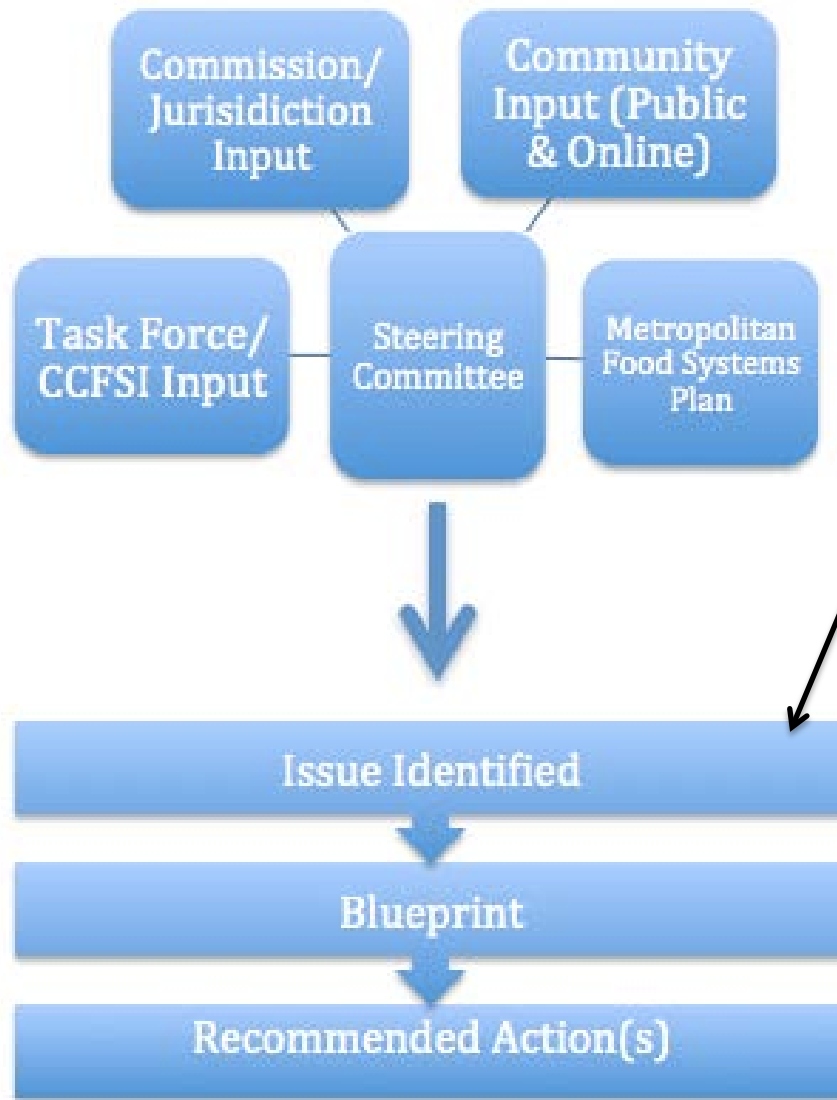 Commission/
Jurisidiction
Input
Community
Input (Public
& Online)
Task Force/
CCFSI Input
Steering
Committee
Metropolitan
Food Systems
Plan
Issue Identified
Blueprint
Recommended Action(s)